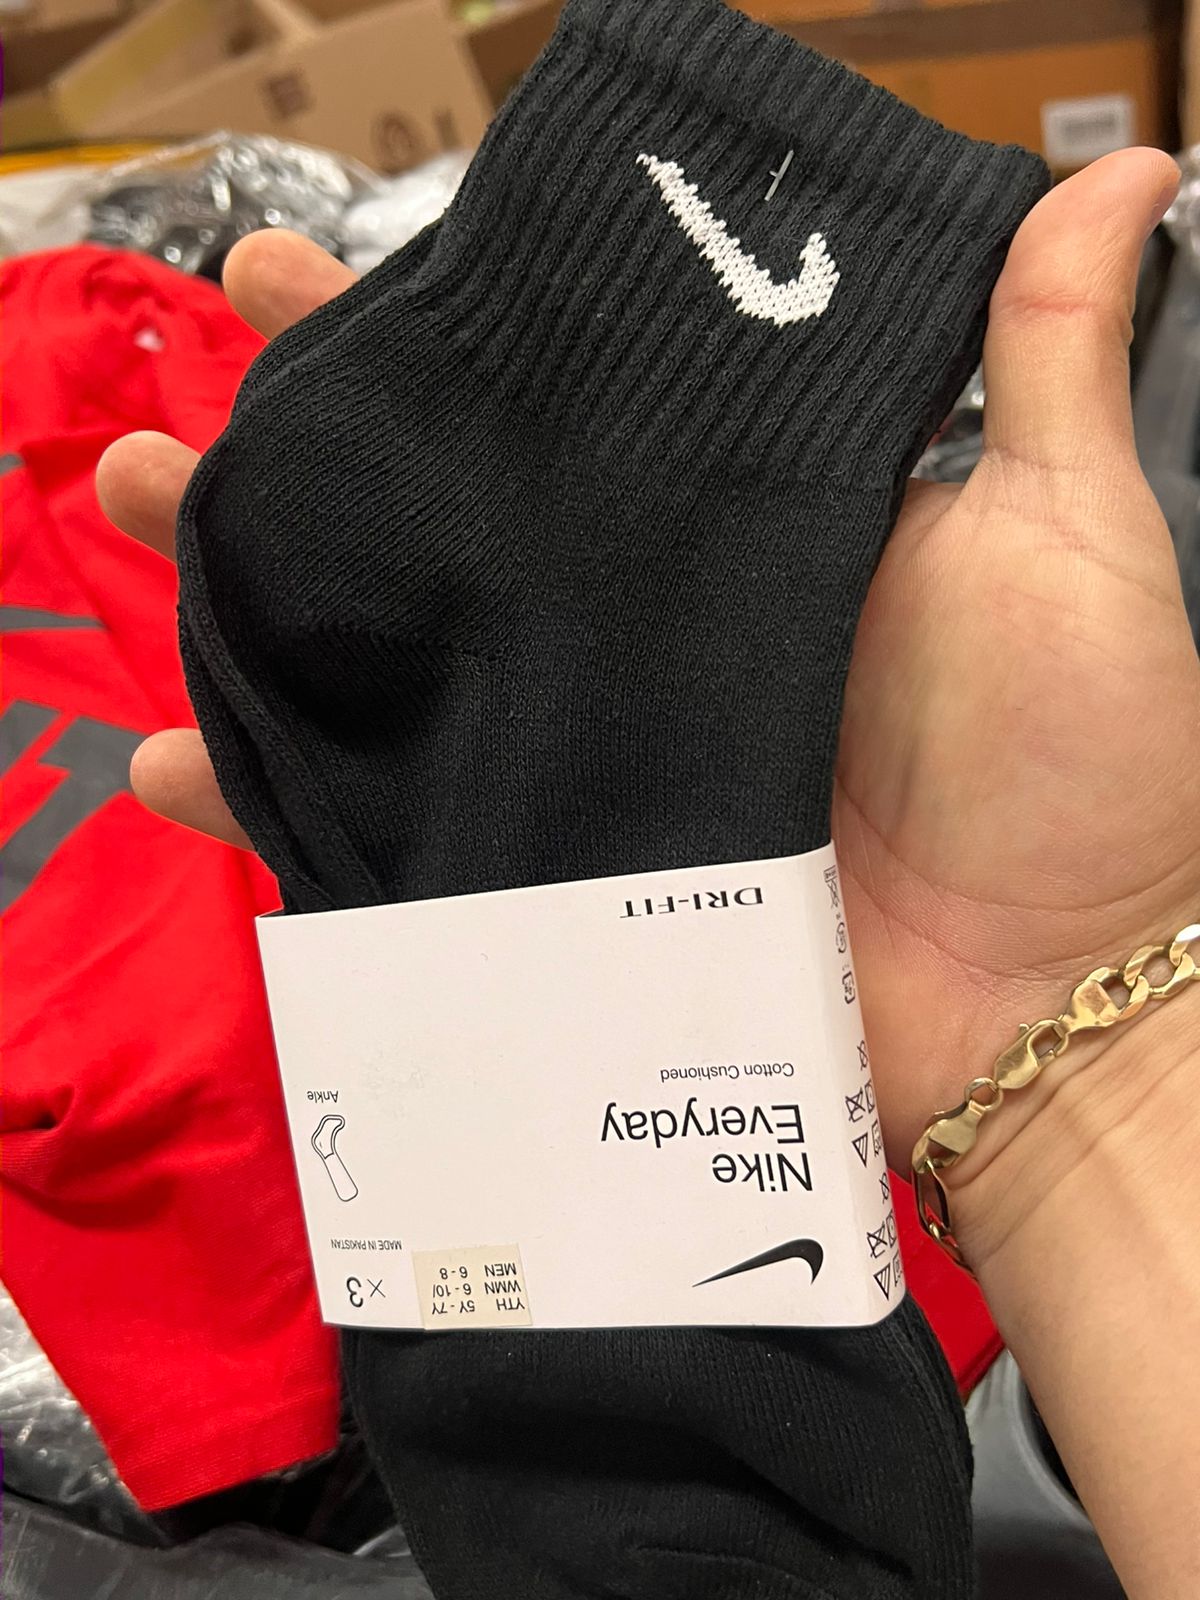 Nike
Everyday
Cotton Cushioned
DRI-FIT
YTH 5Y - 7Y
WMN 6 - 10/
MEN 6 - 8
×3
MADE IN PAKISTAN
Ankle